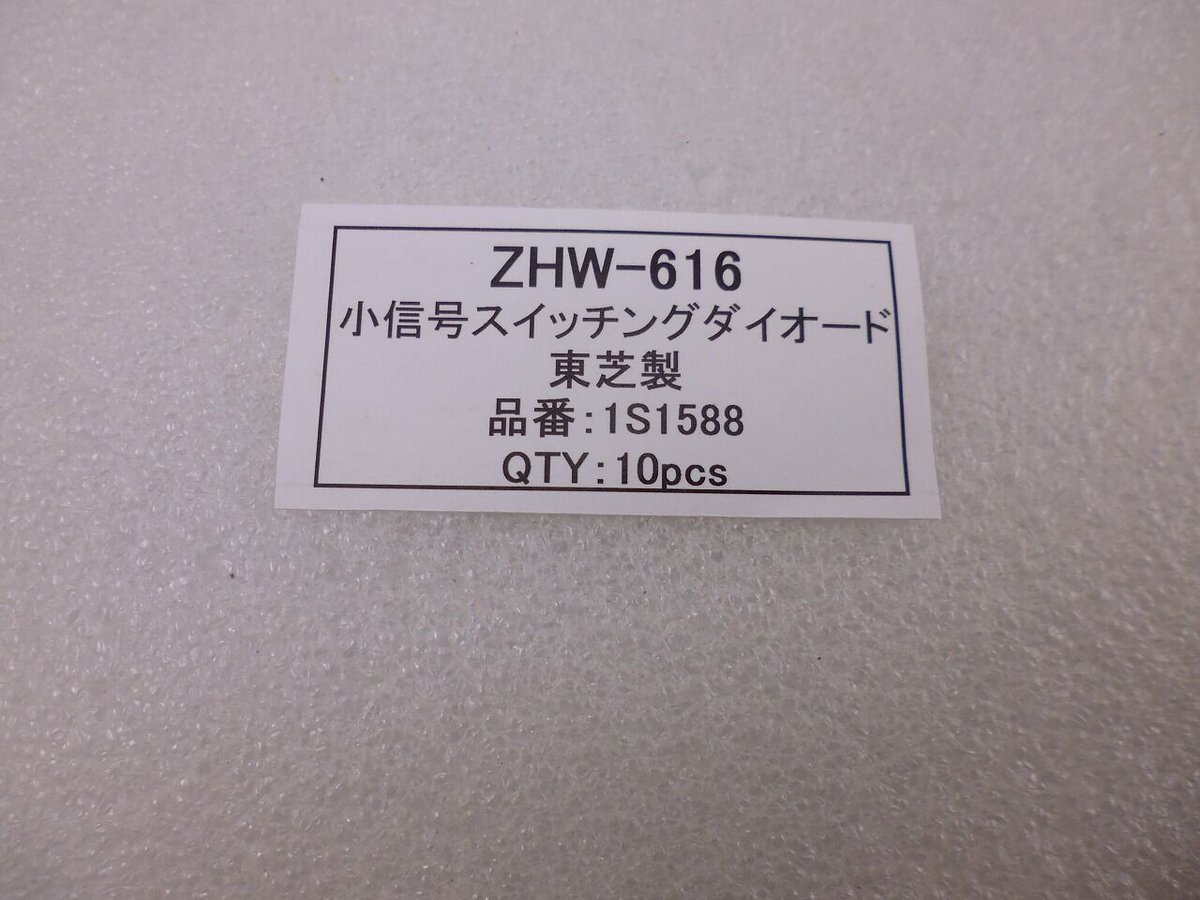 ZHW-616
小信号スイッチングダイオード
東芝製
品番:1S1588
QTY:10pcs